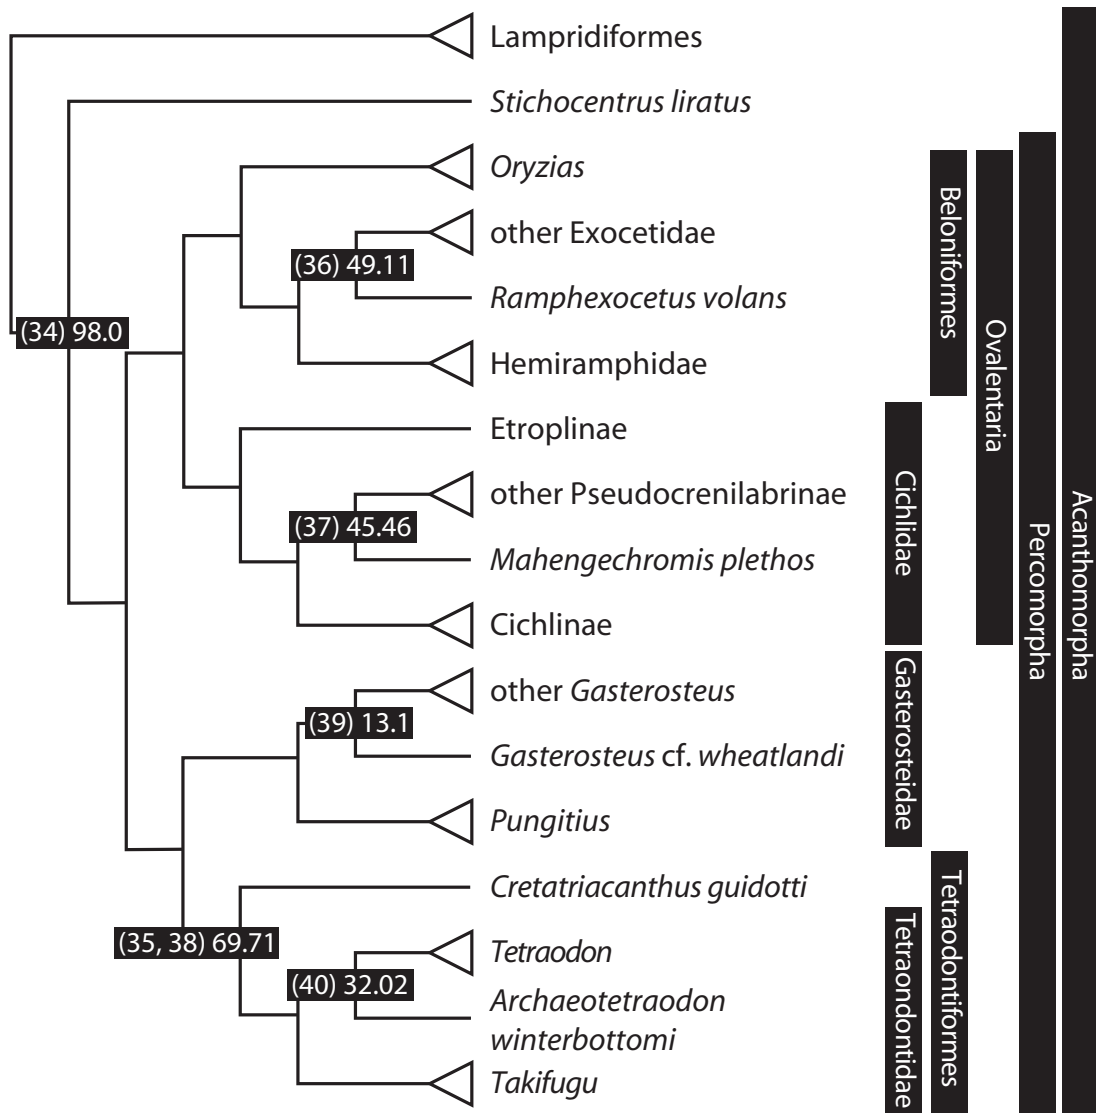 Lampridiformes
Stichocentrus liratus
Oryzias
other Exocetidae
(36) 49.11
Ramphexocetus volans
(34) 98.0
Hemiramphidae
Etroplinae
other Pseudocrenilabrinae
(37) 45.46
Mahengechromis plethos
Cichlinae
other Gasterosteus
(39) 13.1
Gasterosteus cf. wheatlandi
Pungitius
Cretatriacanthus guidotti
(35, 38) 69.71
Tetraodon
(40) 32.02
Archaeotetraodon
winterbottomi
Takifugu
Cichlidae
Gasterosteidae
Tetraondontidae
Beloniformes
Tetraodontiformes
Ovalentaria
Percomorpha
Acanthomorpha